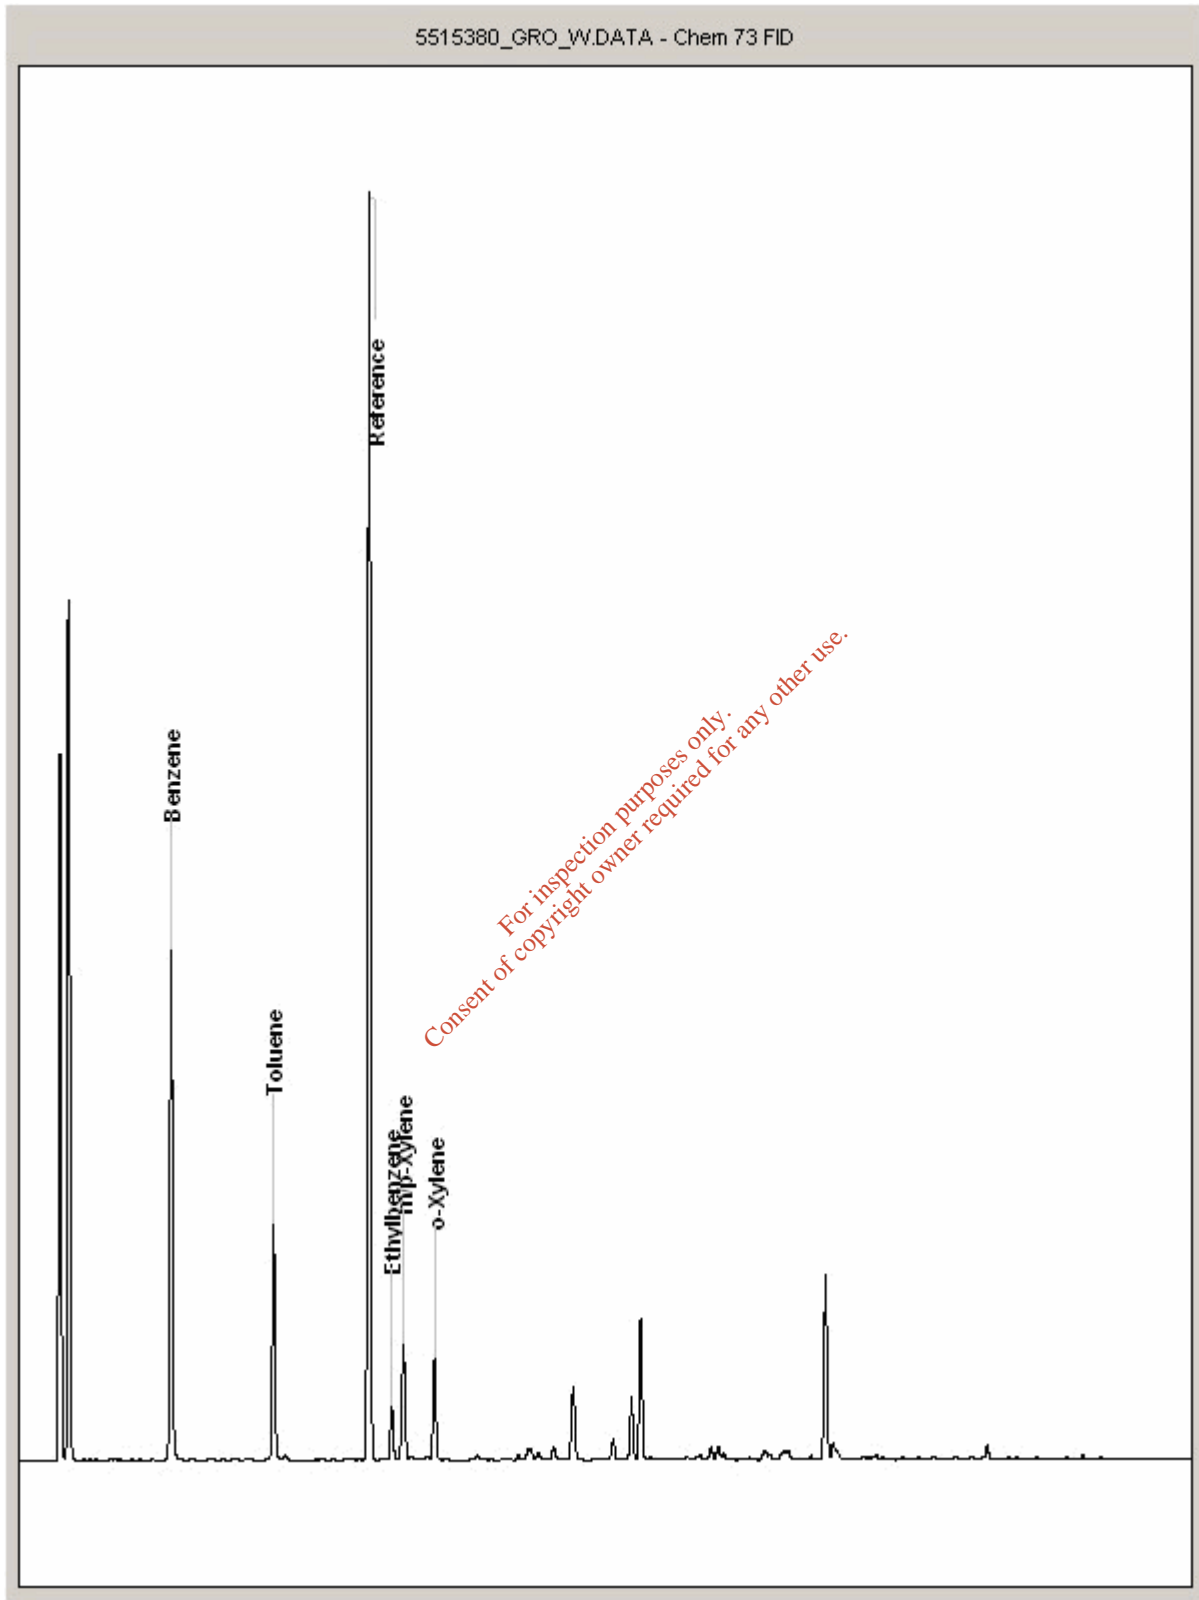 5515380_GRO_W.DATA - Chem 73 FID
Reference
Benzene
Toluene
Ethylbenzene
m/p-Xylene
o-Xylene
For inspection purposes only.
Consent of copyright owner required for any other use.